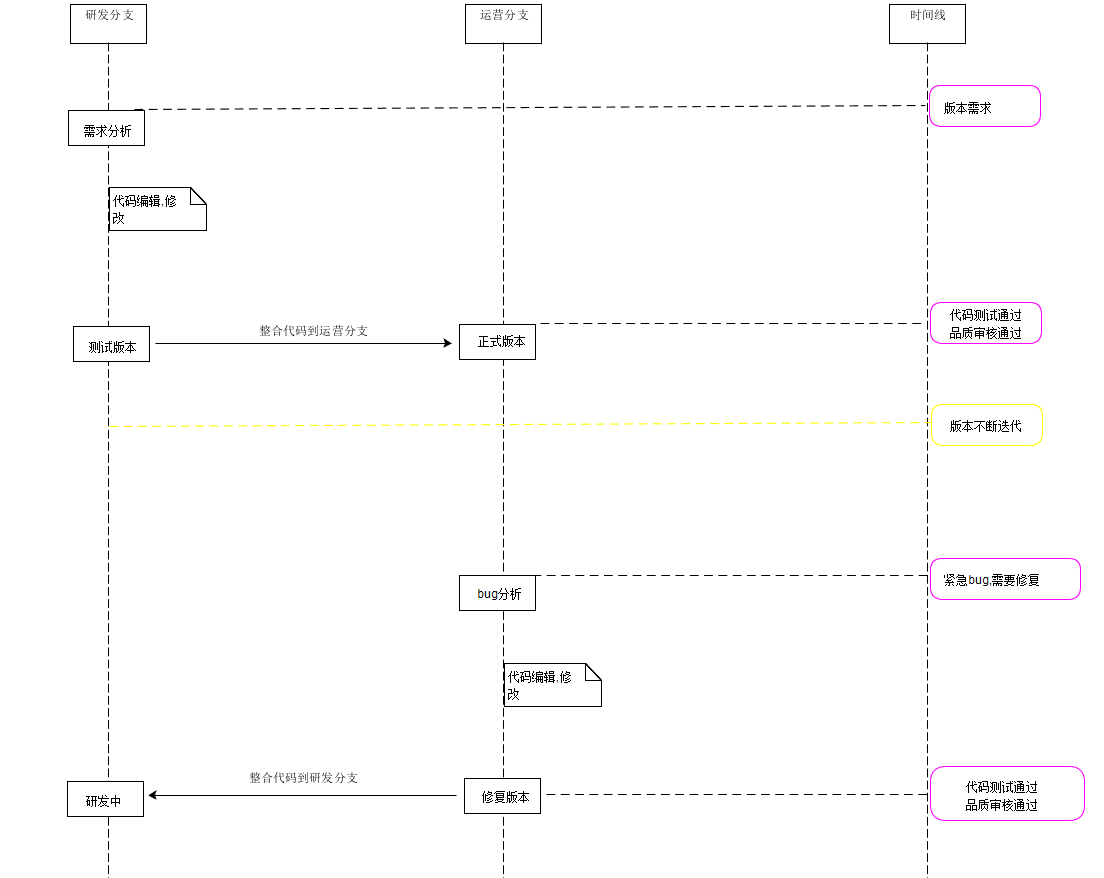 研发分支
运营分支
时间线
版本需求
需求分析
代码编辑,修
改
代码测试通过
品质审核通过
整合代码到运营分支
测试版本
正式版本
版本不断迭代
紧急bug,需要修复
bug分析
代码编辑,修
改
整合代码到研发分支
代码测试通过
品质审核通过
研发中
修复版本